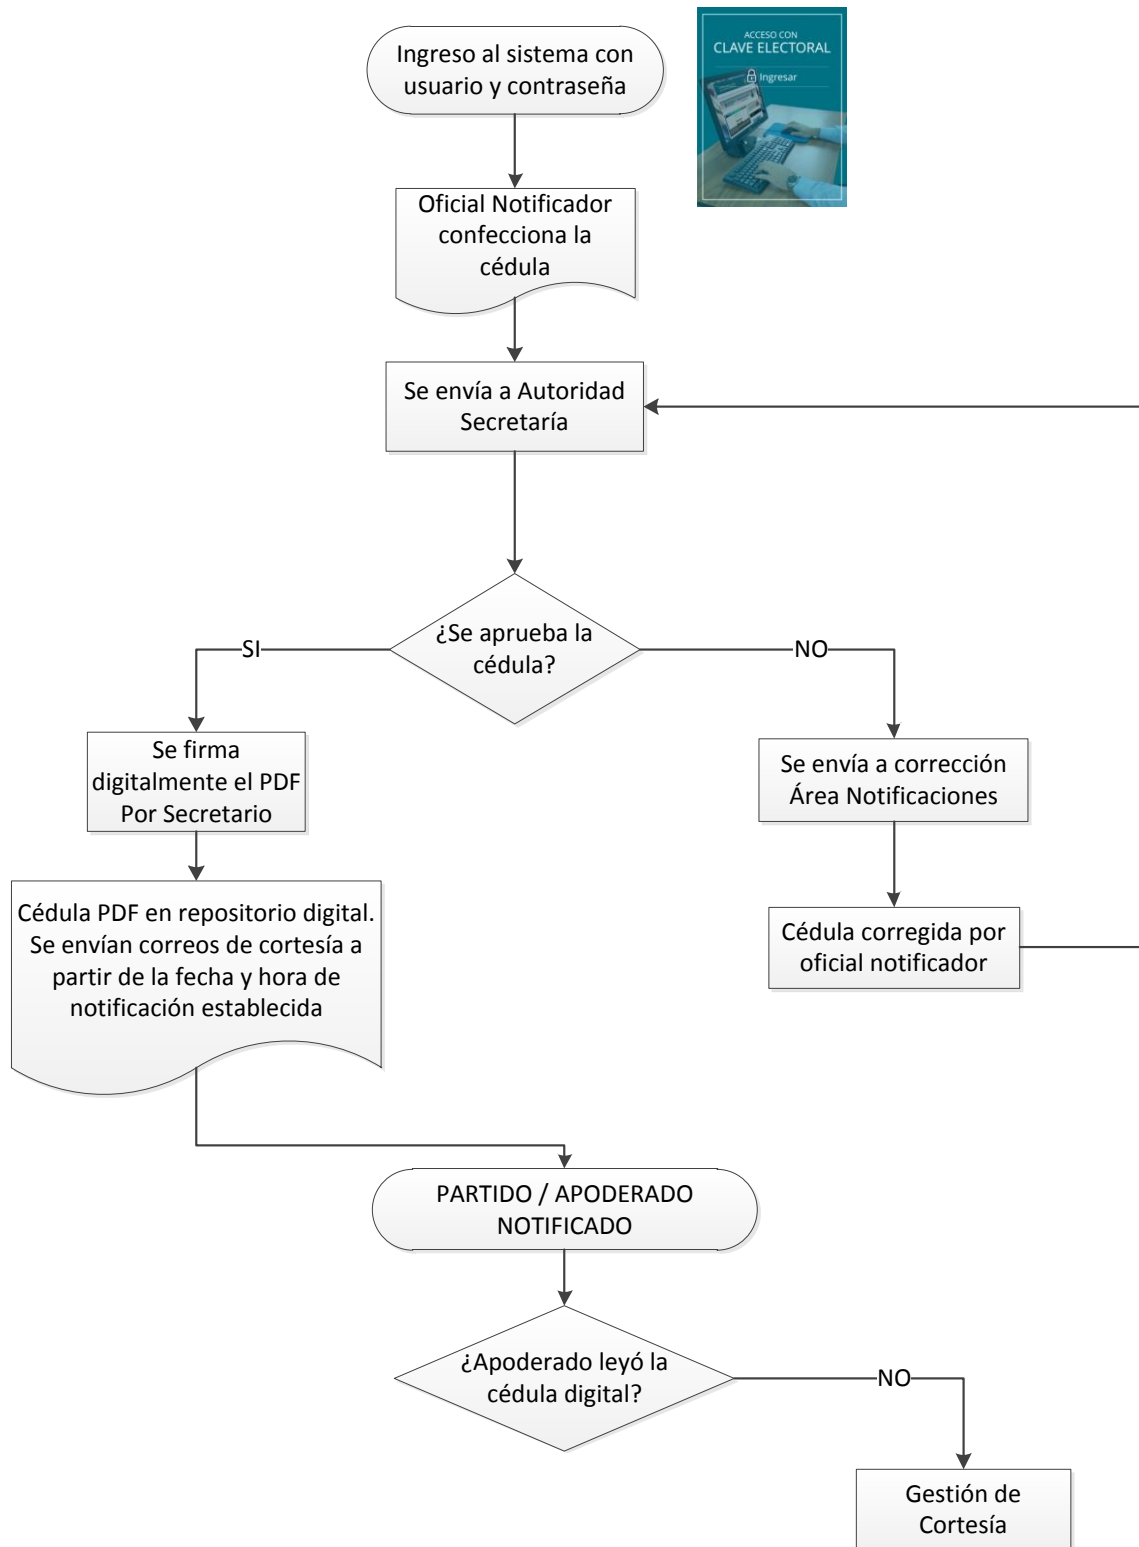 Ingreso al sistema con
usuario y contraseña
ACCESO CON
CLAVE ELECTORAL
Ingresar
Oficial Notificador
confecciona la
cédula
Se envía a Autoridad
Secretaría
¿Se aprueba la
cédula?
SI
NO
Se firma
digitalmente el PDF
Por Secretario
Se envía a corrección
Área Notificaciones
Cédula PDF en repositorio digital.
Se envían correos de cortesía a
partir de la fecha y hora de
notificación establecida
Cédula corregida por
oficial notificador
PARTIDO / APODERADO
NOTIFICADO
¿Apoderado leyó la
cédula digital?
NO
Gestión de
Cortesía